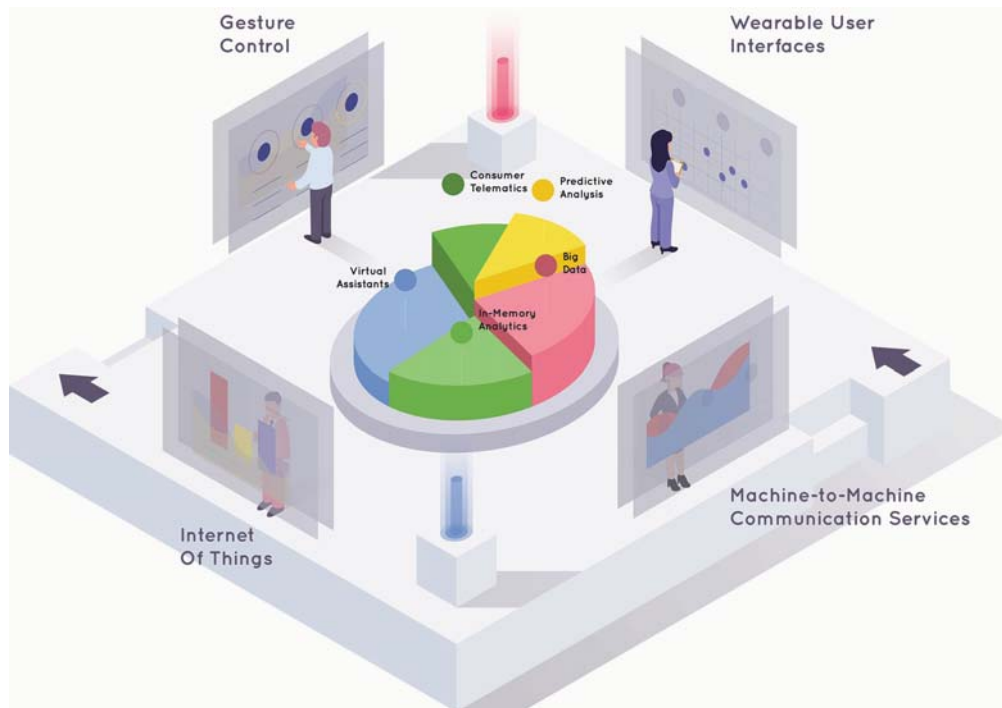 Gesture
Control
Wearable User
Interfaces
Consumer
Telematics
Predictive
Analysis
Virtual
Assistants
Big
Data
In-Memory
Analytics
Internet
Of Things
Machine-to-Machine
Communication Services